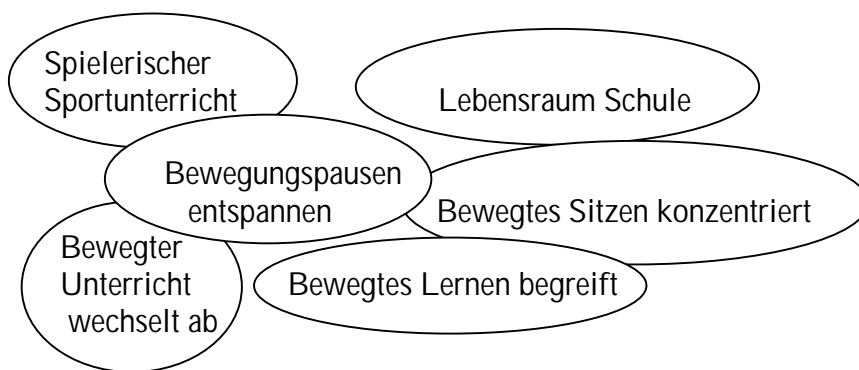 Spielerischer
Sportunterricht
Lebensraum Schule
Bewegungspausen
entspannen
Bewegtes Sitzen konzentriert
Bewegter
Unterricht
wechselt ab
Bewegtes Lernen begreift